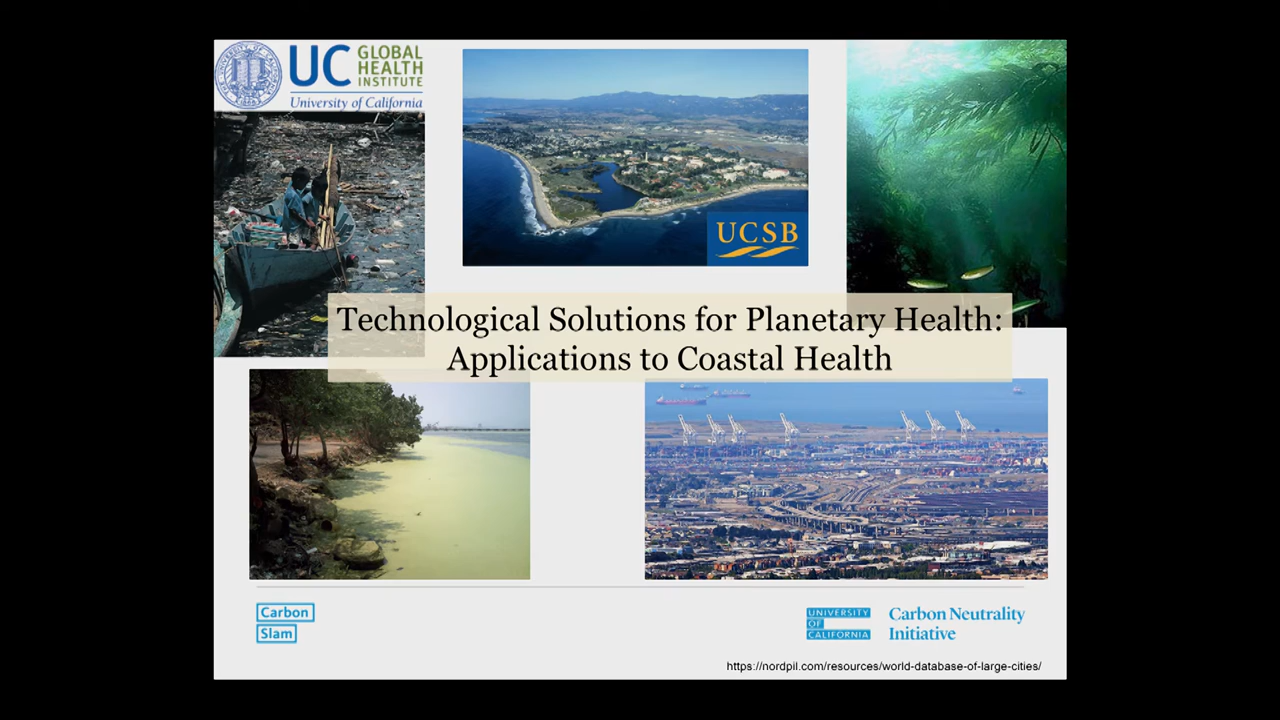 UC GLOBAL
HEALTH
INSTITUTE
University of California
UCSB
Technological Solutions for Planetary Health:
Applications to Coastal Health
Carbon
Slam
UNIVERSITY
OF
CALIFORNIA
Carbon Neutrality
Initiative
https://nordpil.com/resources/world-database-of-large-cities/